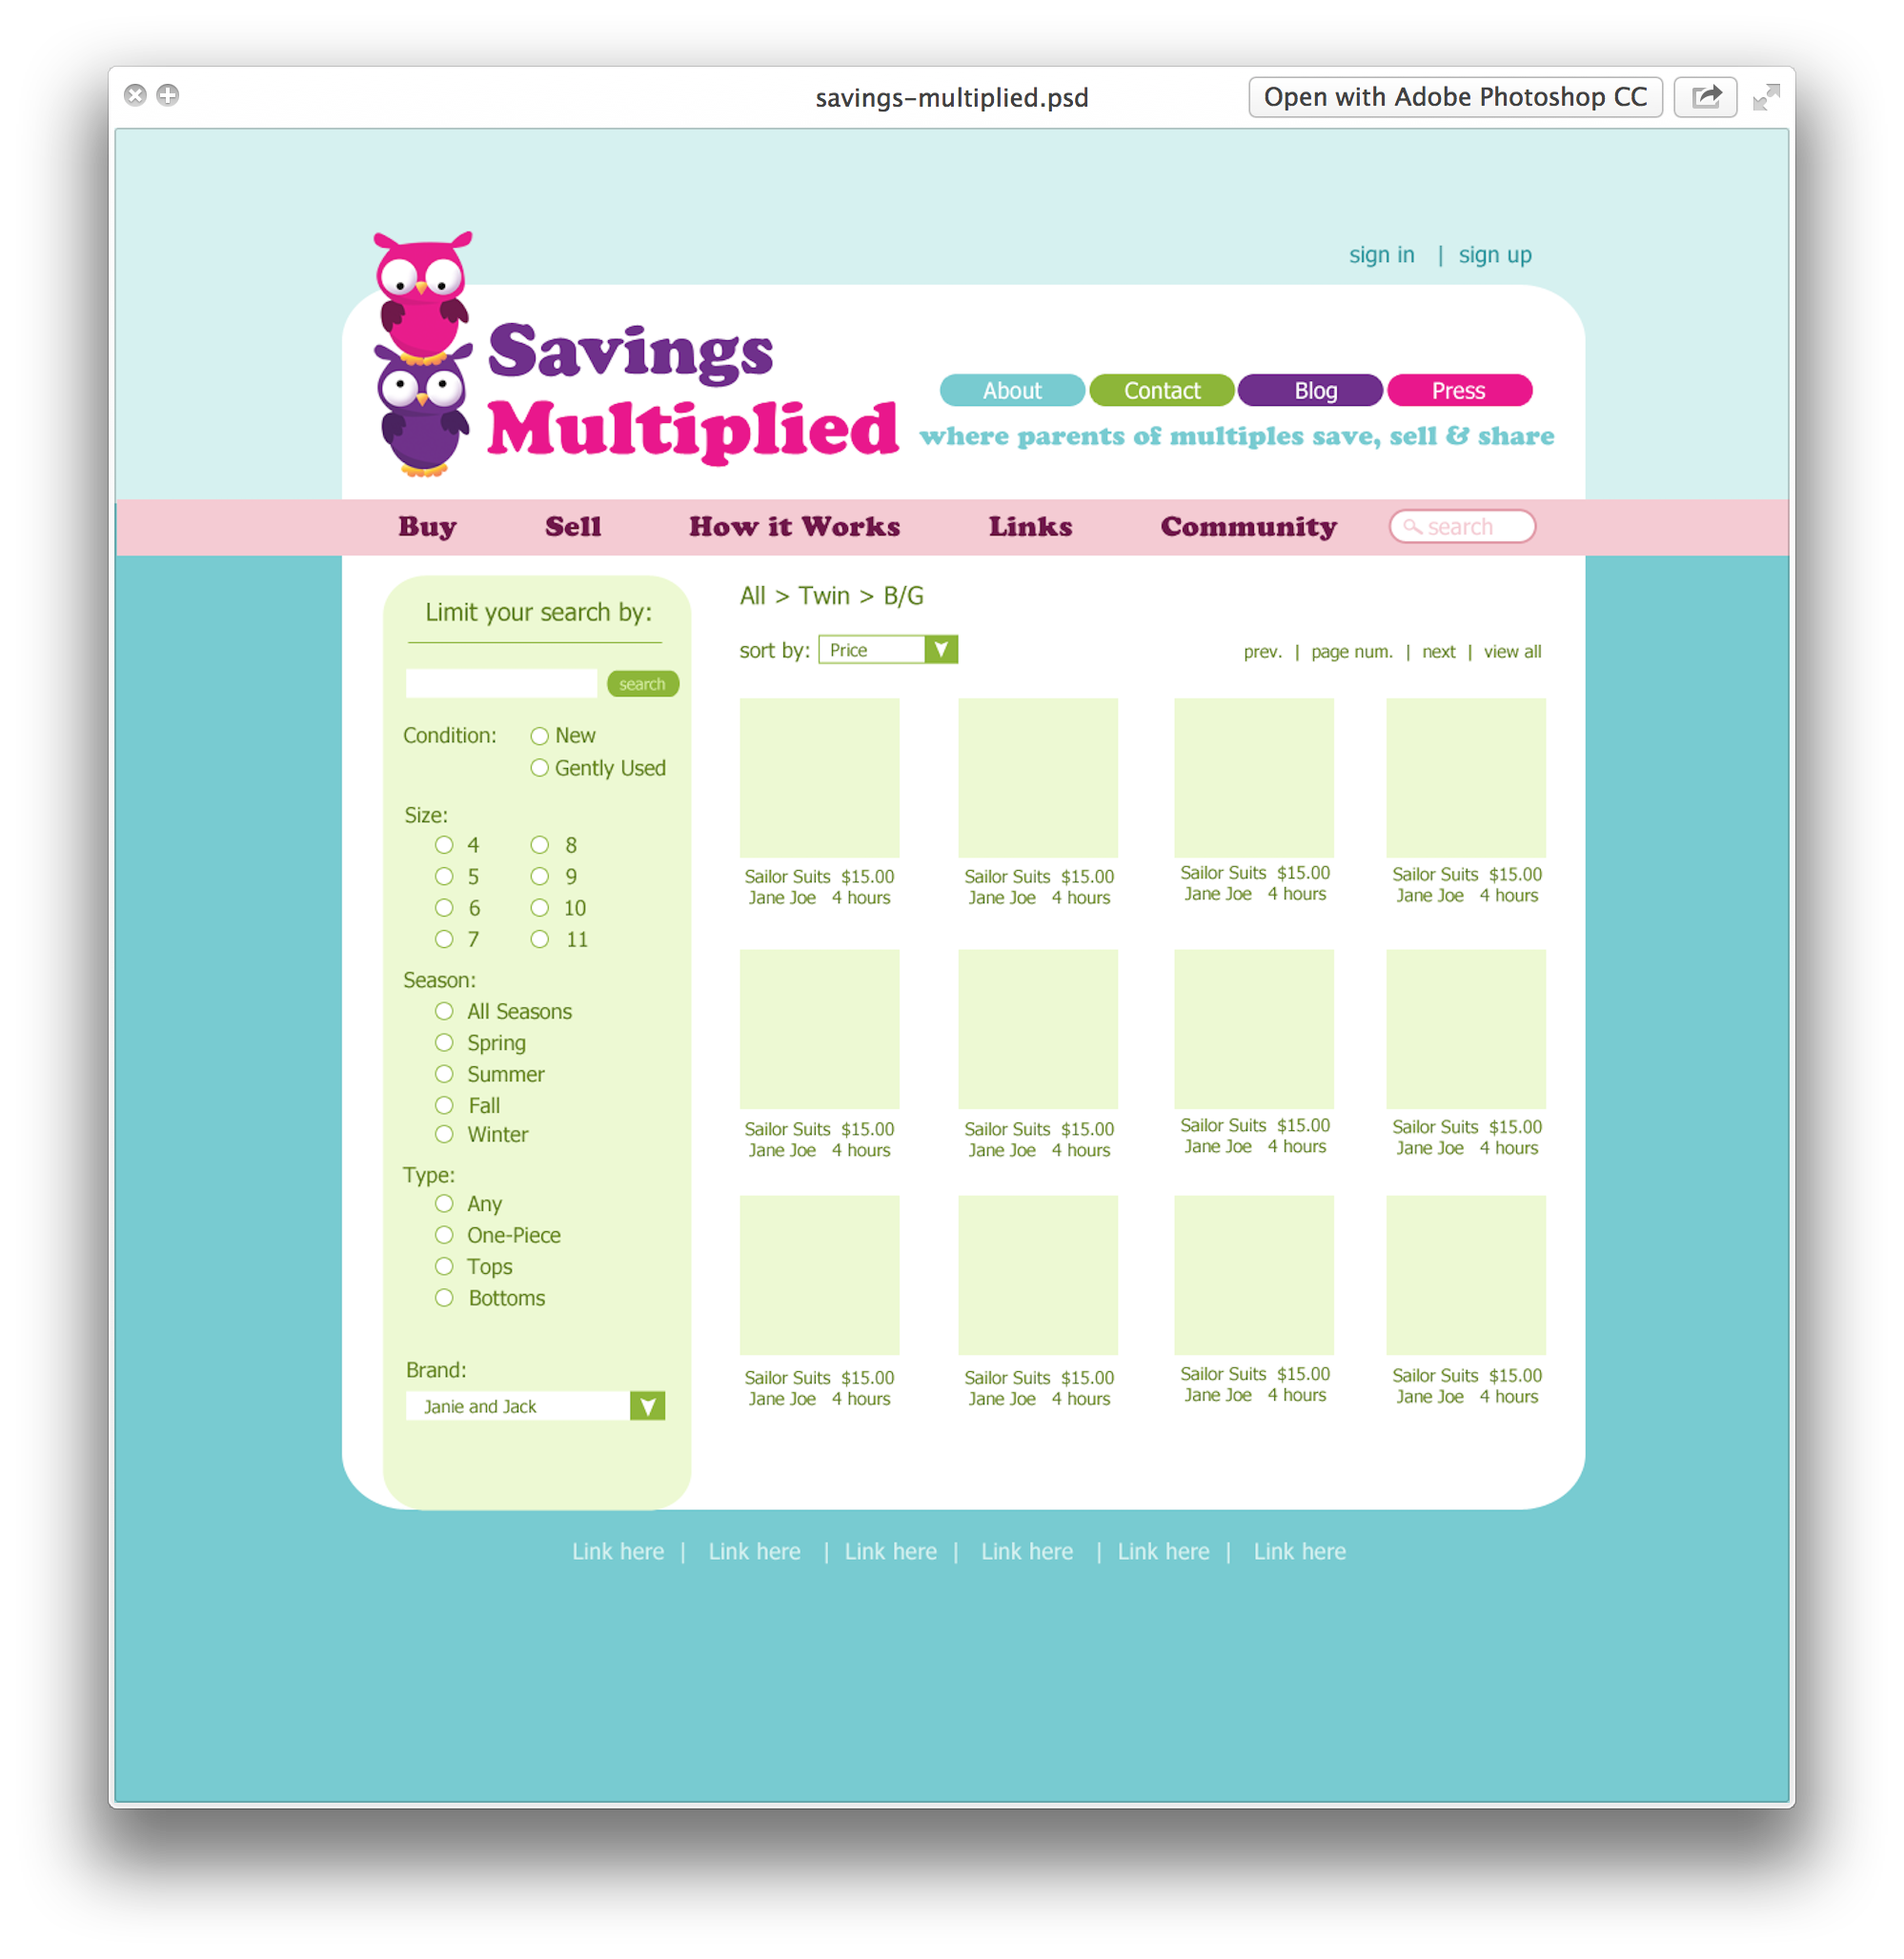 savings-multiplied.psd
Open with Adobe Photoshop CC
sign in | sign up
Savings
Multiplied
About Contact Blog Press
where parents of multiples save, sell & share
Buy Sell How it Works Links Community search
Limit your search by:
search
Condition: New
Gently Used
Size:
4 8
5 9
6 10
7 11
Season:
All Seasons
Spring
Summer
Fall
Winter
Type:
Any
One-Piece
Tops
Bottoms
Brand:
Janie and Jack
All > Twin > B/G
sort by: Price
prev. | page num. | next | view all
Sailor Suits $15.00 Sailor Suits $15.00 Sailor Suits $15.00 Sailor Suits $15.00
Jane Joe 4 hours Jane Joe 4 hours Jane Joe 4 hours Jane Joe 4 hours
Sailor Suits $15.00 Sailor Suits $15.00 Sailor Suits $15.00 Sailor Suits $15.00
Jane Joe 4 hours Jane Joe 4 hours Jane Joe 4 hours Jane Joe 4 hours
Sailor Suits $15.00 Sailor Suits $15.00 Sailor Suits $15.00 Sailor Suits $15.00
Jane Joe 4 hours Jane Joe 4 hours Jane Joe 4 hours Jane Joe 4 hours
Link here | Link here | Link here | Link here | Link here | Link here